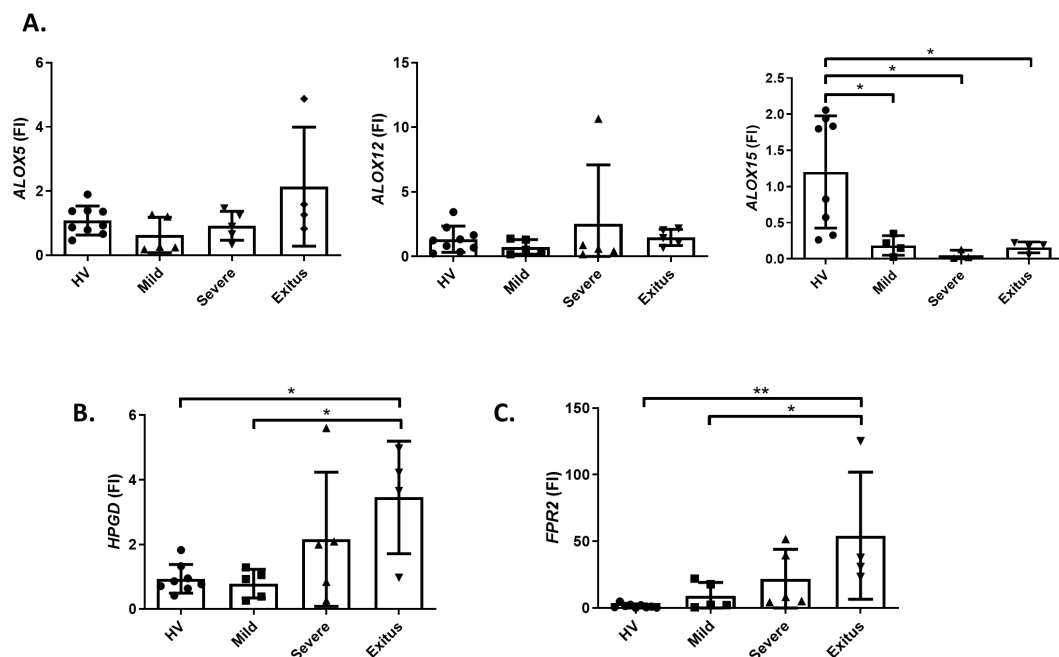 A.
ALOX5 (FI)
6
4
2
0
HV
Mild
Severe
Exitus
ALOX12 (FI)
15
10
5
0
HV
Mild
Severe
Exitus
ALOX15 (FI)
2.5
2.0
1.5
1.0
0.5
0.0
*
*
*
HV
Mild
Severe
Exitus
B.
HPGD (FI)
6
4
2
0
*
*
HV
Mild
Severe
Exitus
C.
FPR2 (FI)
150
100
50
0
**
*
HV
Mild
Severe
Exitus